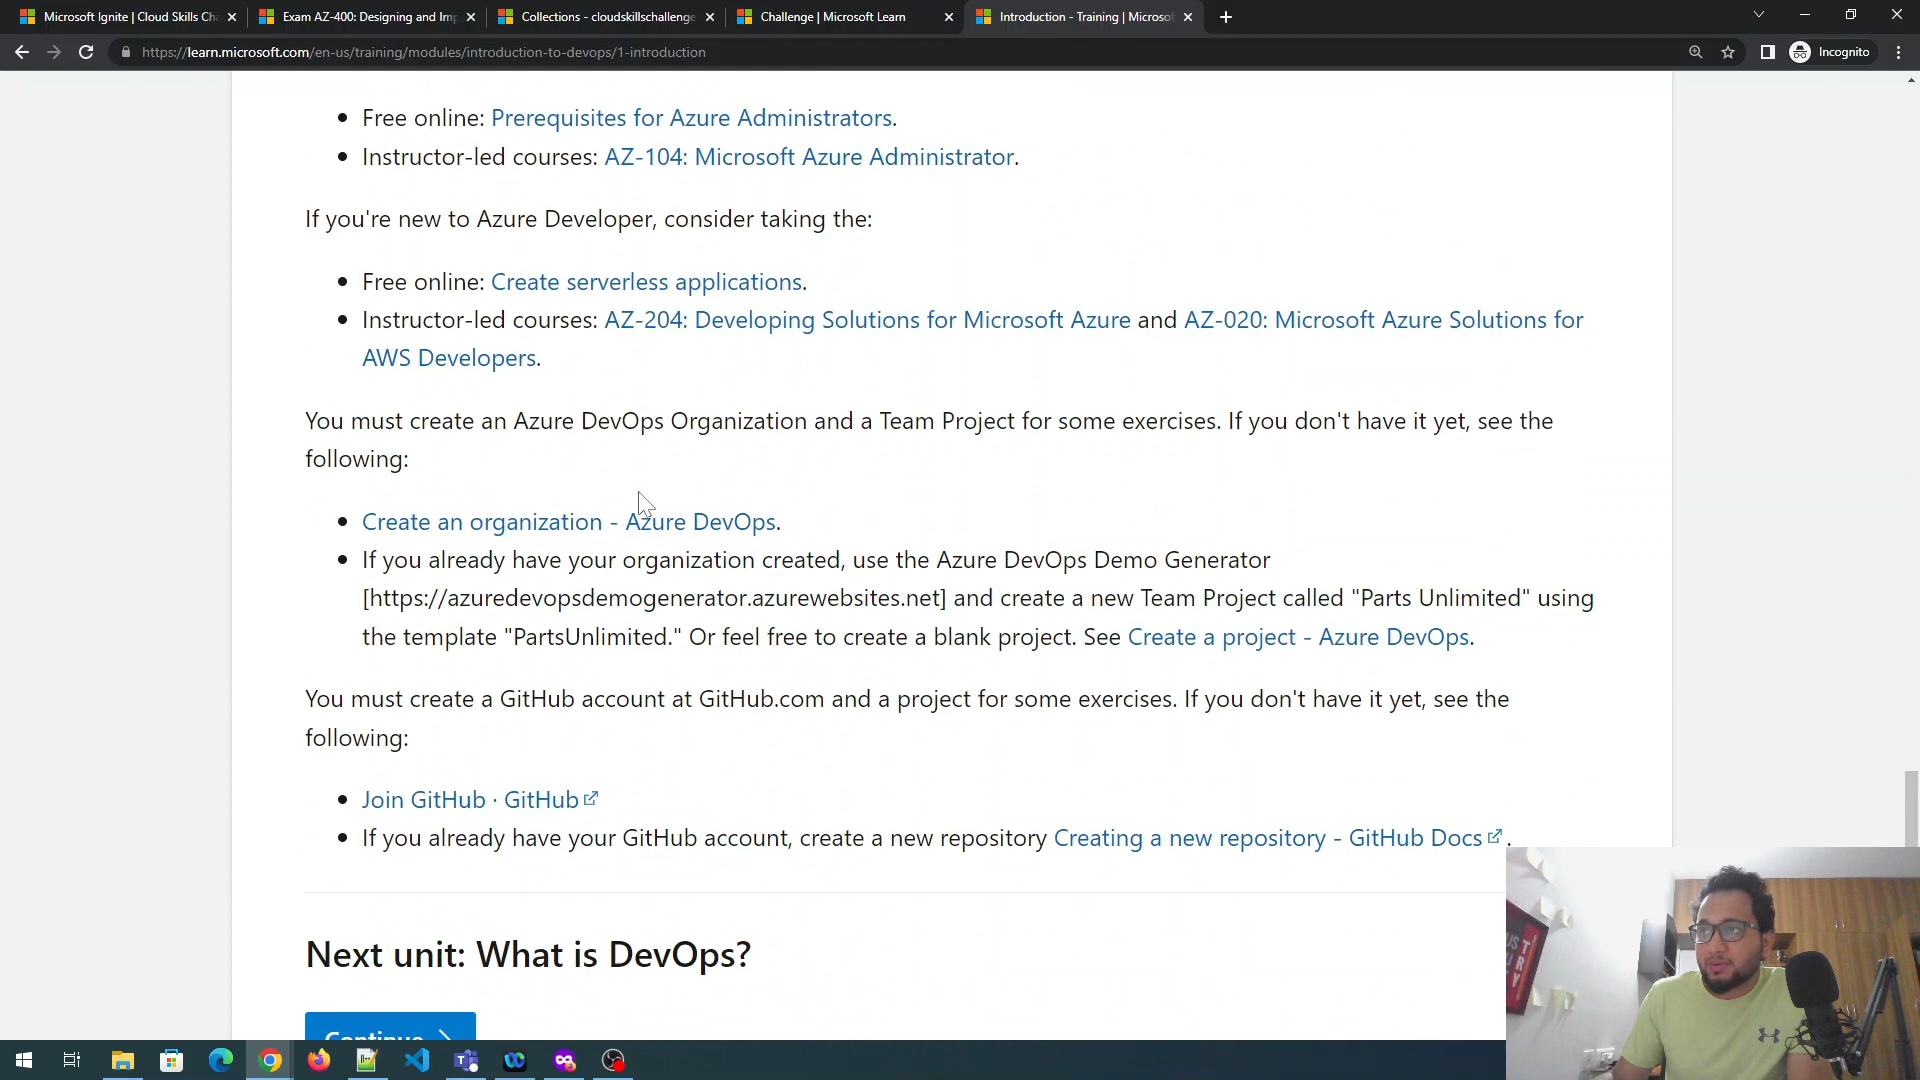 Microsoft Ignite | Cloud Skills Ch
Exam AZ-400: Designing and Imp
Collections - cloudskillschallenge
Challenge | Microsoft Learn
Introduction - Training | Microsof
https://learn.microsoft.com/en-us/training/modules/introduction-to-devops/1-introduction
Incognito
• Free online: Prerequisites for Azure Administrators.
• Instructor-led courses: AZ-104: Microsoft Azure Administrator.
If you're new to Azure Developer, consider taking the:
• Free online: Create serverless applications.
• Instructor-led courses: AZ-204: Developing Solutions for Microsoft Azure and AZ-020: Microsoft Azure Solutions for
AWS Developers.
You must create an Azure DevOps Organization and a Team Project for some exercises. If you don't have it yet, see the
following:
• Create an organization - Azure DevOps.
• If you already have your organization created, use the Azure DevOps Demo Generator
[https://azuredevopsdemogenerator.azurewebsites.net] and create a new Team Project called "Parts Unlimited" using
the template "PartsUnlimited." Or feel free to create a blank project. See Create a project - Azure DevOps.
You must create a GitHub account at GitHub.com and a project for some exercises. If you don't have it yet, see the
following:
• Join GitHub · GitHub
• If you already have your GitHub account, create a new repository Creating a new repository - GitHub Docs.
Next unit: What is DevOps?
Continue